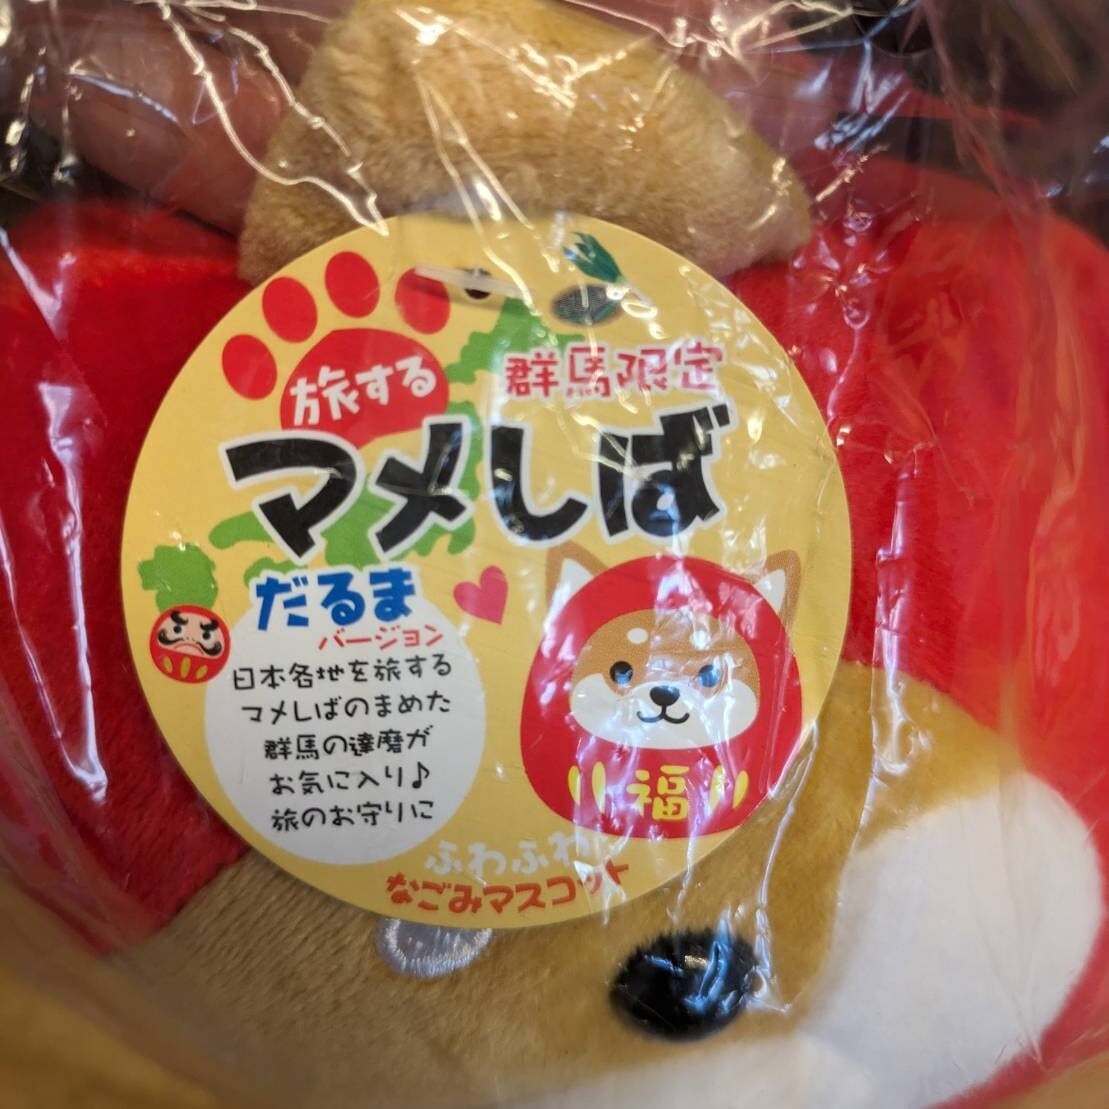 旅する
群馬限定
マメしば
だるま
バージョン
日本各地を旅する
マメしばのまめた
群馬の達磨が
お気に入り♪
旅のお守りに
福
ふわふわ
なごみマスコット